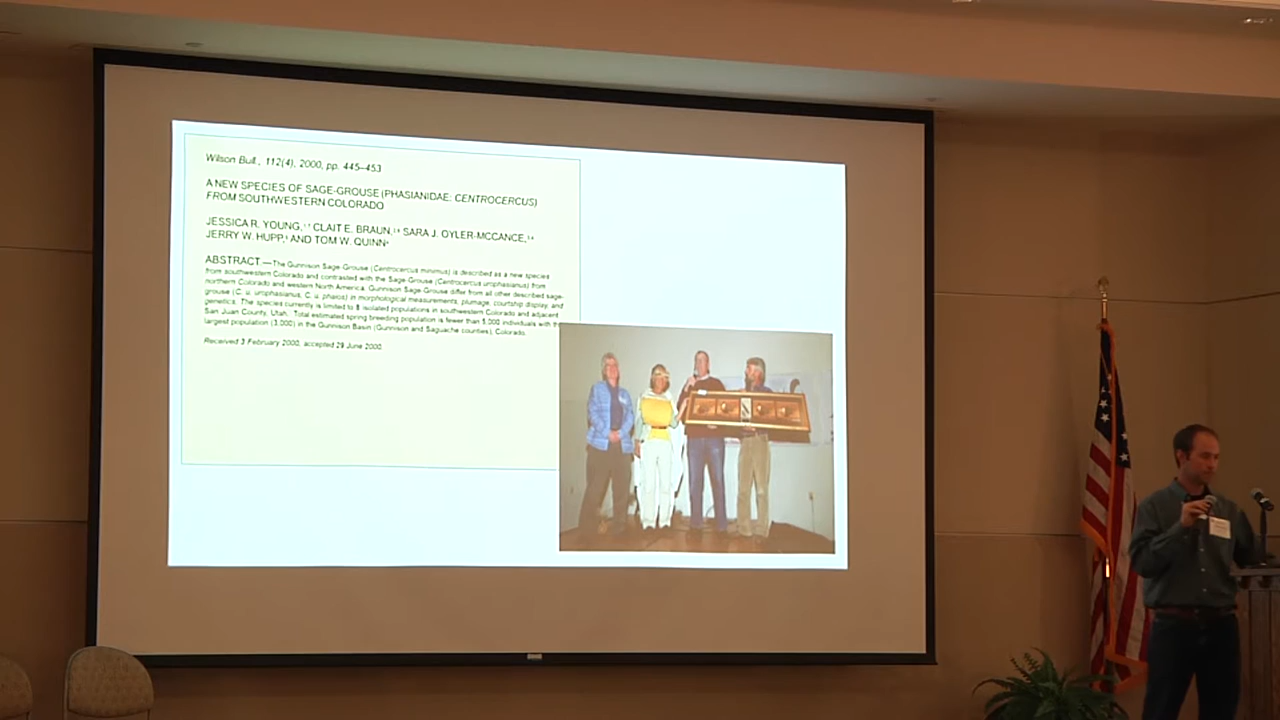 Wilson Bull., 112(4), 2000, pp. 445–453
A NEW SPECIES OF SAGE-GROUSE (PHASIANIDAE: CENTROCERCUS)
FROM SOUTHWESTERN COLORADO
JESSICA R. YOUNG, CLAIT E. BRAUN, SARA J. OYLER-MCCANCE,
JERRY W. HUPP, AND TOM W. QUINN
ABSTRACT.—The Gunnison Sage-Grouse (Centrocercus minimus) is described as a new species
from southwestern Colorado and contrasted with the Sage-Grouse (Centrocercus urophasianus) from
northern Colorado and western North America. Gunnison Sage-Grouse differ from all other described sage-
grouse (C. u. urophasianus, C. u. phaios) in morphological measurements, plumage, courtship display, and
genetics. The species currently is limited to 8 isolated populations in southwestern Colorado and adjacent
San Juan County, Utah. Total estimated spring breeding population is fewer than 5,000 individuals with the
largest population (3,000) in the Gunnison Basin (Gunnison and Saguache counties), Colorado.
Received 3 February 2000, accepted 29 June 2000.